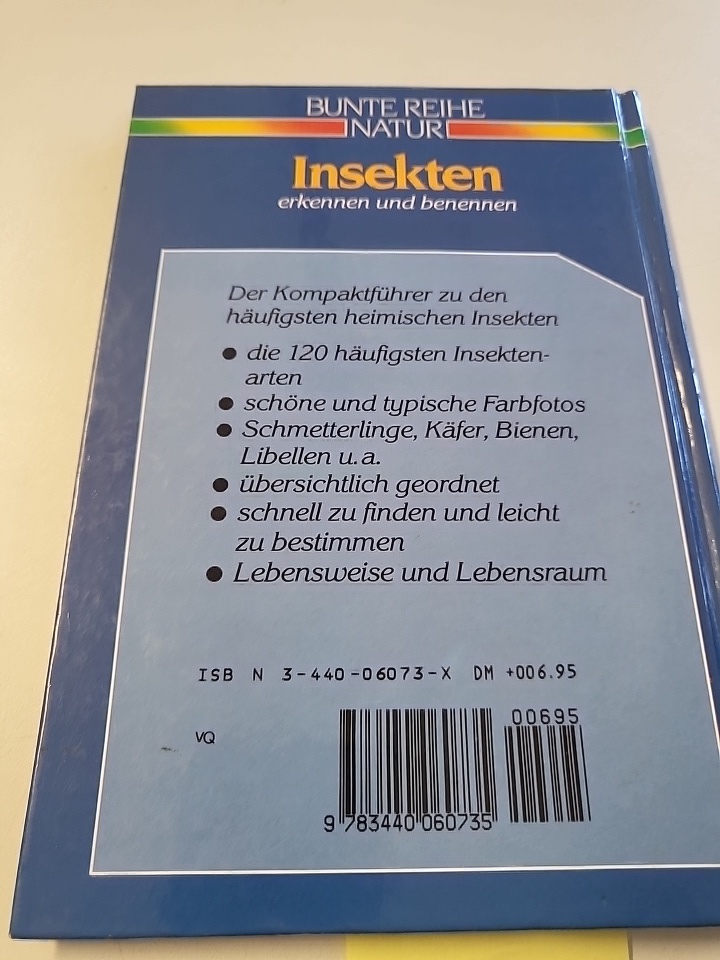 BUNTE REIHE
NATUR
Insekten
erkennen und benennen
Der Kompaktführer zu den
häufigsten heimischen Insekten
● die 120 häufigsten Insekten-
arten
● schöne und typische Farbfotos
● Schmetterlinge, Käfer, Bienen,
Libellen u.a.
● übersichtlich geordnet
● schnell zu finden und leicht
zu bestimmen
● Lebensweise und Lebensraum
ISB N 3-440-06073-X DM +006.95
00695
VQ
9 783440 060735